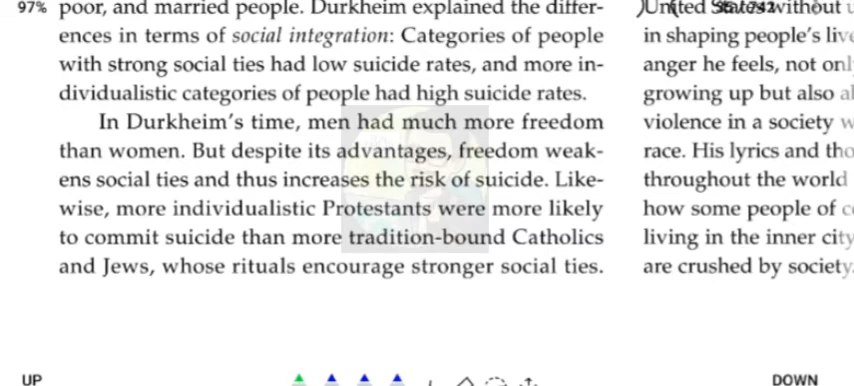 97%
poor, and married people. Durkheim explained the differ-
ences in terms of social integration: Categories of people
with strong social ties had low suicide rates, and more in-
dividualistic categories of people had high suicide rates.
In Durkheim's time, men had much more freedom
than women. But despite its advantages, freedom weak-
ens social ties and thus increases the risk of suicide. Like-
wise, more individualistic Protestants were more likely
to commit suicide than more tradition-bound Catholics
and Jews, whose rituals encourage stronger social ties.
United States without
in shaping people's
anger he feels, not
growing up but also
violence in a society
race. His lyrics and
throughout the world
how some people of
living in the inner city
are crushed by society.
UP
DOWN